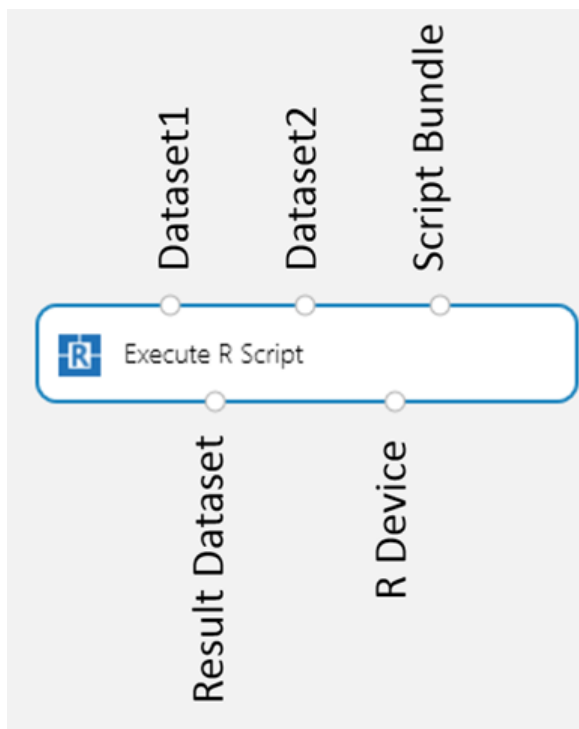 Dataset1
Dataset2
Script Bundle
R
Execute R Script
Result Dataset
R Device